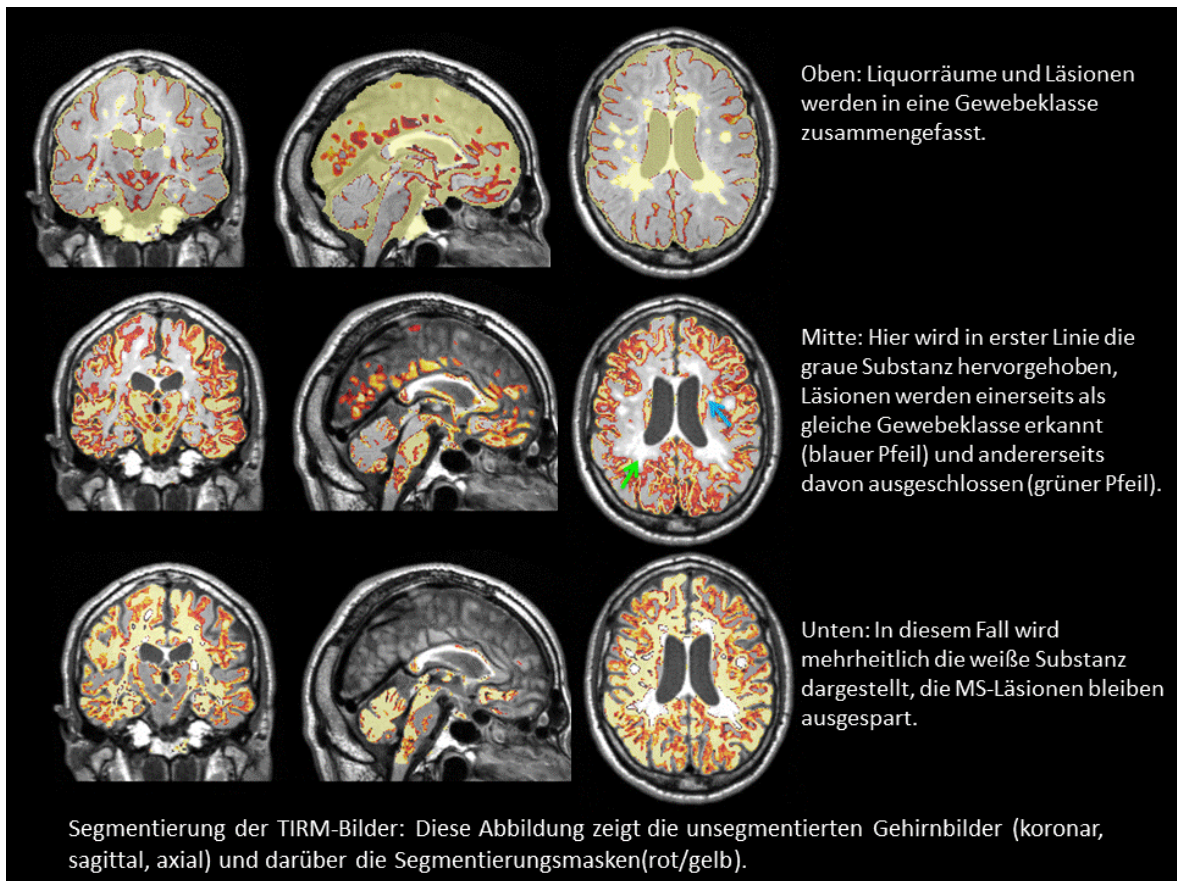 Oben: Liquorräume und Läsionen
werden in eine Gewebeklasse
zusammengefasst.
Mitte: Hier wird in erster Linie die
graue Substanz hervorgehoben,
Läsionen werden einerseits als
gleiche Gewebeklasse erkannt
(blauer Pfeil) und andererseits
davon ausgeschlossen (grüner Pfeil).
Unten: In diesem Fall wird
mehrheitlich die weiße Substanz
dargestellt, die MS-Läsionen bleiben
ausgespart.
Segmentierung der TIRM-Bilder: Diese Abbildung zeigt die unsegmentierten Gehirnbilder (koronar,
sagittal, axial) und darüber die Segmentierungsmasken(rot/gelb).